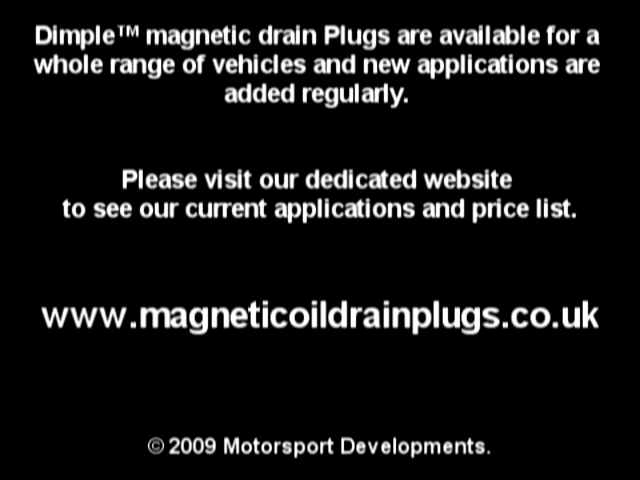 Dimple™ magnetic drain Plugs are available for a
whole range of vehicles and new applications are
added regularly.
Please visit our dedicated website
to see our current applications and price list.
www.magneticoildrainplugs.co.uk
© 2009 Motorsport Developments.